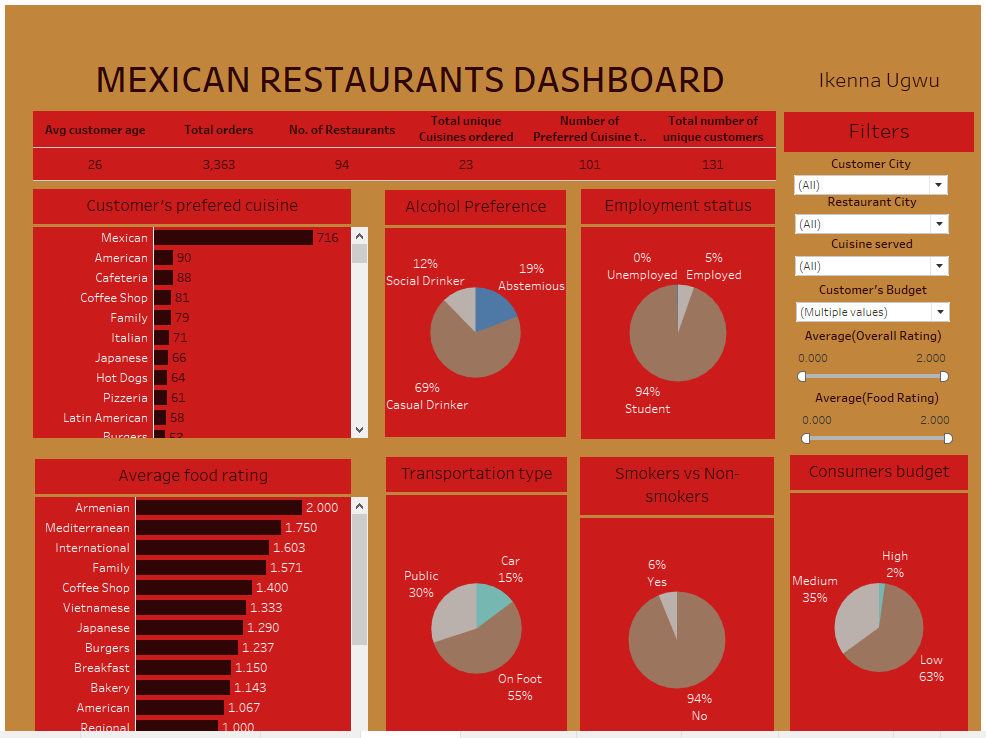 MEXICAN RESTAURANTS DASHBOARD
Ikenna Ugwu
Avg customer age
Total orders
No. of Restaurants
Total unique
Cuisines ordered
Number of
Preferred Cuisine t..
Total number of
unique customers
26
3,363
94
23
101
131
Filters
Customer City
(All)
Restaurant City
(All)
Cuisine served
(All)
Customer's Budget
(Multiple values)
Average(Overall Rating)
0.000 2.000
Average(Food Rating)
0.000 2.000
Customer's prefered cuisine
Mexican 716
American 90
Cafeteria 88
Coffee Shop 81
Family 79
Italian 71
Japanese 66
Hot Dogs 64
Pizzeria 61
Latin American 58
Burgers 53
Alcohol Preference
12%
Social Drinker
19%
Abstemious
69%
Casual Drinker
Employment status
0%
Unemployed
5%
Employed
94%
Student
Average food rating
Armenian 2.000
Mediterranean 1.750
International 1.603
Family 1.571
Coffee Shop 1.400
Vietnamese 1.333
Japanese 1.290
Burgers 1.237
Breakfast 1.150
Bakery 1.143
American 1.067
Regional 1.000
Transportation type
Car
15%
Public
30%
On Foot
55%
Smokers vs Non-
smokers
6%
Yes
94%
No
Consumers budget
High
2%
Medium
35%
Low
63%